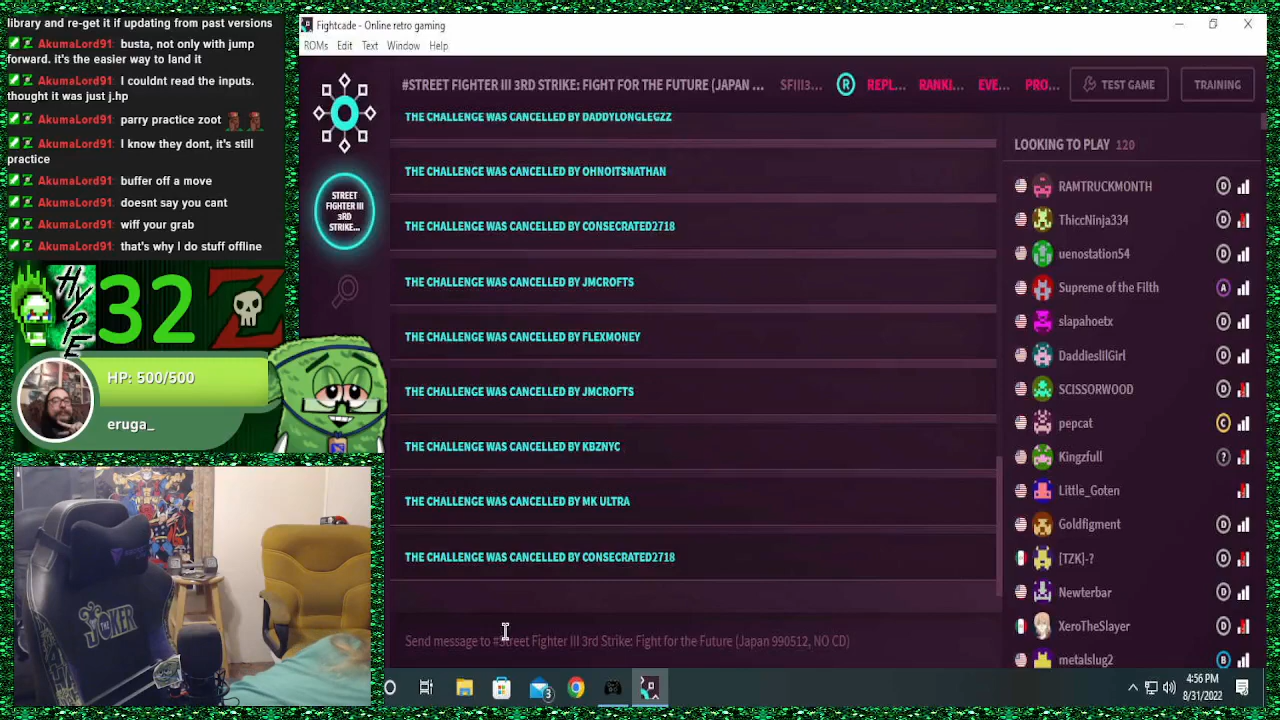 library and re-get it if updating from past versions
AkumaLord91: busta, not only with jump
forward. it's the easier way to land it
AkumaLord91: I couldnt read the inputs.
thought it was just j.hp
AkumaLord91: parry practice zoot
AkumaLord91: I know they dont, it's still
practice
AkumaLord91: buffer off a move
AkumaLord91: doesnt say you cant
AkumaLord91: wiff your grab
AkumaLord91: that's why I do stuff offline
HYPE
32
Z
HP: 500/500
eruga_
THE JOKER
Fightcade - Online retro gaming
ROMs Edit Text Window Help
#STREET FIGHTER III 3RD STRIKE: FIGHT FOR THE FUTURE (JAPAN ...
SFIII3...
R
REPL...
RANKI...
EVE...
PRO...
TEST GAME
TRAINING
STREET
FIGHTER III
3RD
STRIKE...
THE CHALLENGE WAS CANCELLED BY DADDYLONGLEGZZ
THE CHALLENGE WAS CANCELLED BY OHNOITSNATHAN
THE CHALLENGE WAS CANCELLED BY CONSECRATED2718
THE CHALLENGE WAS CANCELLED BY JMCROFTS
THE CHALLENGE WAS CANCELLED BY FLEXMONEY
THE CHALLENGE WAS CANCELLED BY JMCROFTS
THE CHALLENGE WAS CANCELLED BY KBZNYC
THE CHALLENGE WAS CANCELLED BY MK ULTRA
THE CHALLENGE WAS CANCELLED BY CONSECRATED2718
Send message to #Street Fighter III 3rd Strike: Fight for the Future (Japan 990512, NO CD)
LOOKING TO PLAY 120
RAMTRUCKMONTH D
ThiccNinja334 D
uenostation54 D
Supreme of the Filth A
slapahoetx D
DaddieslilGirl D
SCISSORWOOD D
pepcat C
Kingzfull ?
Little_Goten
Goldfigment D
[TZK]-? D
Newterbar D
XeroTheSlayer D
metalslug2 B
3
4:56 PM
8/31/2022